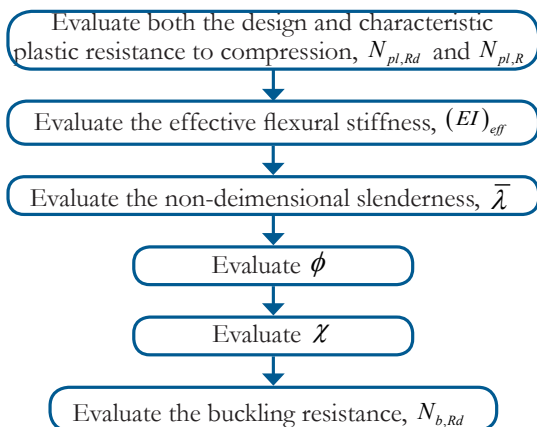 Evaluate both the design and characteristic
plastic resistance to compression, N_{pl,Rd} and N_{pl,R}
Evaluate the effective flexural stiffness, (EI)_{eff}
Evaluate the non-deimensional slenderness, λ̅
Evaluate ϕ
Evaluate χ
Evaluate the buckling resistance, N_{b,Rd}